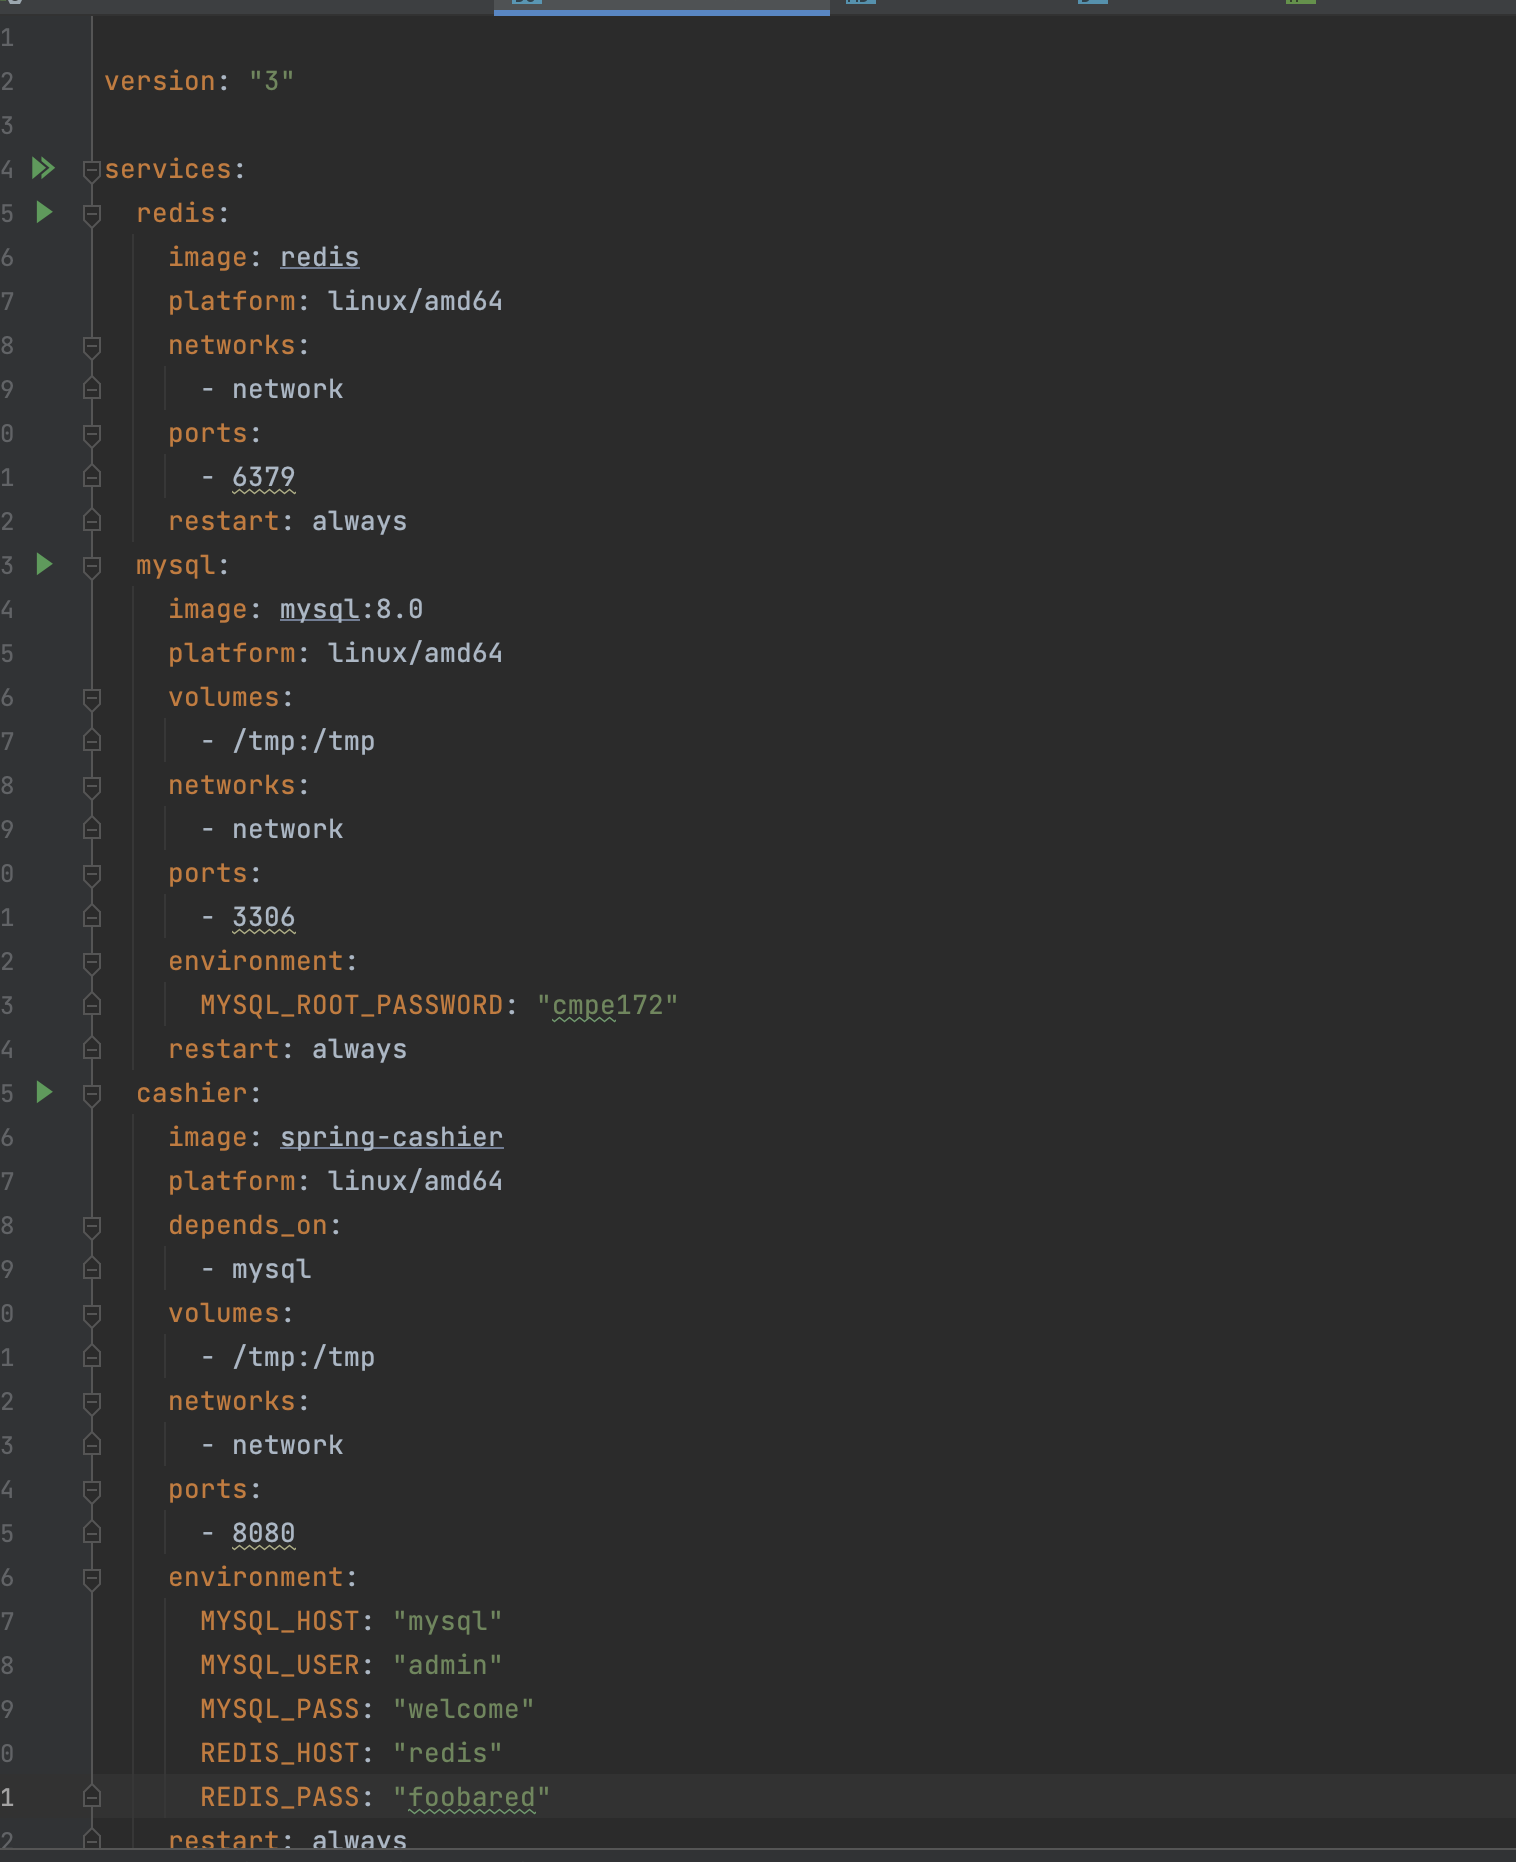 1
2 version: "3"
3
4 services:
5 redis:
6 image: redis
7 platform: linux/amd64
8 networks:
9 - network
0 ports:
1 - 6379
2 restart: always
3 mysql:
4 image: mysql:8.0
5 platform: linux/amd64
6 volumes:
7 - /tmp:/tmp
8 networks:
9 - network
0 ports:
1 - 3306
2 environment:
3 MYSQL_ROOT_PASSWORD: "cmpe172"
4 restart: always
5 cashier:
6 image: spring-cashier
7 platform: linux/amd64
8 depends_on:
9 - mysql
0 volumes:
1 - /tmp:/tmp
2 networks:
3 - network
4 ports:
5 - 8080
6 environment:
7 MYSQL_HOST: "mysql"
8 MYSQL_USER: "admin"
9 MYSQL_PASS: "welcome"
0 REDIS_HOST: "redis"
1 REDIS_PASS: "foobared"
2 restart: always